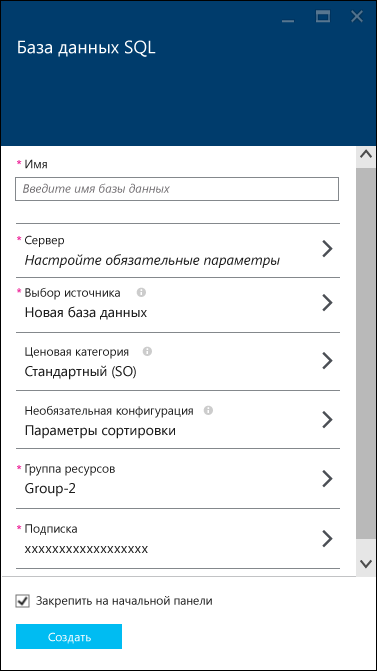 База данных SQL
* Имя
Введите имя базы данных
* Сервер
Настройте обязательные параметры
* Выбор источника
Новая база данных
Ценовая категория
Стандартный (SO)
Необязательная конфигурация
Параметры сортировки
* Группа ресурсов
Group-2
* Подписка
xxxxxxxxxxxxxxxxxx
Закрепить на начальной панели
Создать